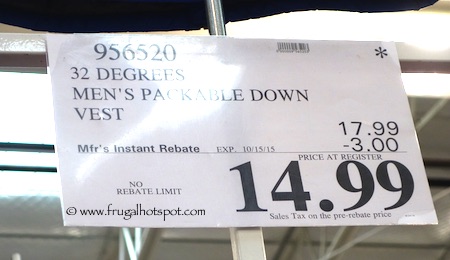 956520
*
32 DEGREES
MEN'S PACKABLE DOWN
VEST
17.99
Mfr's Instant Rebate EXP. 10/15/15 -3.00
PRICE AT REGISTER
NO
REBATE LIMIT
14.99
© www.frugalhotspot.com
Sales Tax on the pre-rebate price